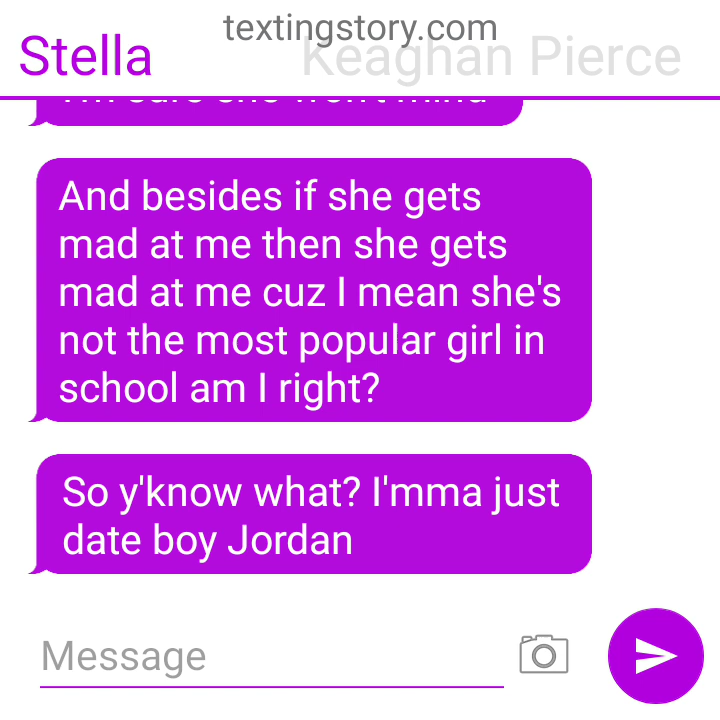 textingstory.com
Stella
Keaghan Pierce
And besides if she gets
mad at me then she gets
mad at me cuz I mean she's
not the most popular girl in
school am I right?
So y'know what? I'mma just
date boy Jordan
Message